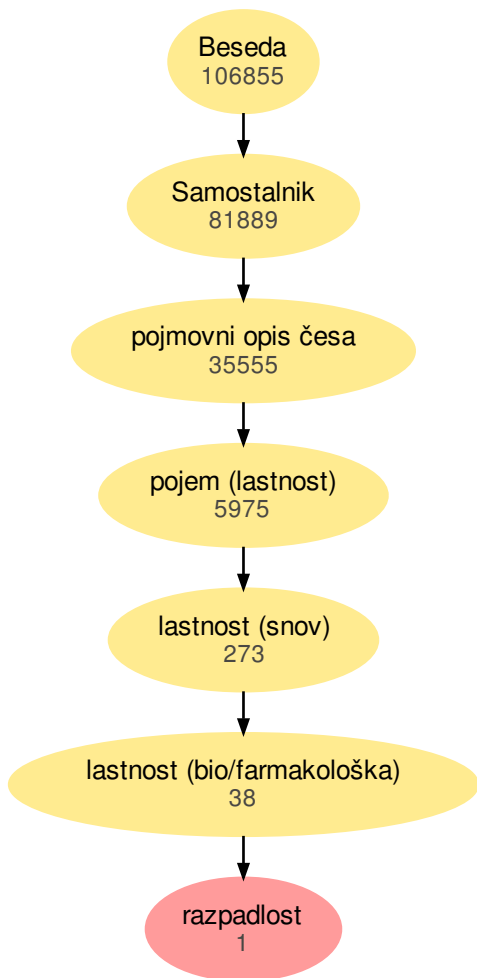 Beseda
106855
Samostalnik
81889
pojmovni opis česa
35555
pojem (lastnost)
5975
lastnost (snov)
273
lastnost (bio/farmakološka)
38
razpadlost
1